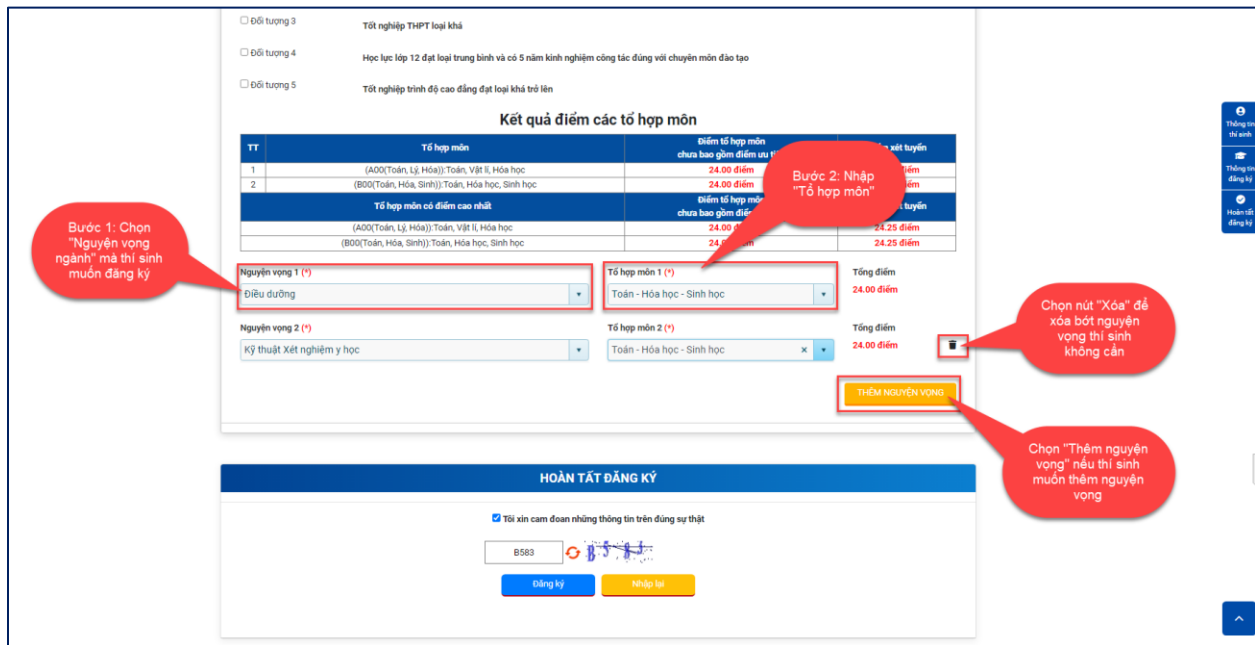 Đối tượng 3
Tốt nghiệp THPT loại khá
Đối tượng 4
Học lực lớp 12 đạt loại trung bình và có 5 năm kinh nghiệm công tác đúng với chuyên môn đào tạo
Đối tượng 5
Tốt nghiệp trình độ cao đẳng đạt loại khá trở lên
Kết quả điểm các tổ hợp môn
TT
Tổ hợp môn
Điểm tổ hợp môn
chưa bao gồm điểm ưu
xét tuyển
1
(A00(Toán, Lý, Hóa)):Toán, Vật lí, Hóa học
24.00 điểm
điểm
2
(B00(Toán, Hóa, Sinh)):Toán, Hóa học, Sinh học
24.00 điểm
điểm
Tổ hợp môn có điểm cao nhất
Điểm tổ hợp môn
chưa bao gồm
tuyển
(A00(Toán, Lý, Hóa)):Toán, Vật lí, Hóa học
24.00
24.25 điểm
(B00(Toán, Hóa, Sinh)):Toán, Hóa học, Sinh học
24.25 điểm
Bước 1: Chọn
"Nguyện vọng
ngành" mà thí sinh
muốn đăng ký
Bước 2: Nhập
"Tổ hợp môn"
Nguyện vọng 1 (*)
Tổ hợp môn 1 (*)
Tổng điểm
Điều dưỡng
Toán - Hóa học - Sinh học
24.00 điểm
Nguyện vọng 2 (*)
Tổ hợp môn 2 (*)
Tổng điểm
Kỹ thuật Xét nghiệm y học
Toán - Hóa học - Sinh học
24.00 điểm
Chọn nút "Xóa" để
xóa bớt nguyện
vọng thí sinh
không cần
THÊM NGUYỆN VỌNG
Chọn "Thêm nguyện
vọng" nếu thí sinh
muốn thêm nguyện
vọng
HOÀN TẤT ĐĂNG KÝ
Tôi xin cam đoan những thông tin trên đúng sự thật
B583
B583
Đăng ký
Nhập lại
Thông tin
thí sinh
Thông tin
đăng ký
Hoàn tất
đăng ký